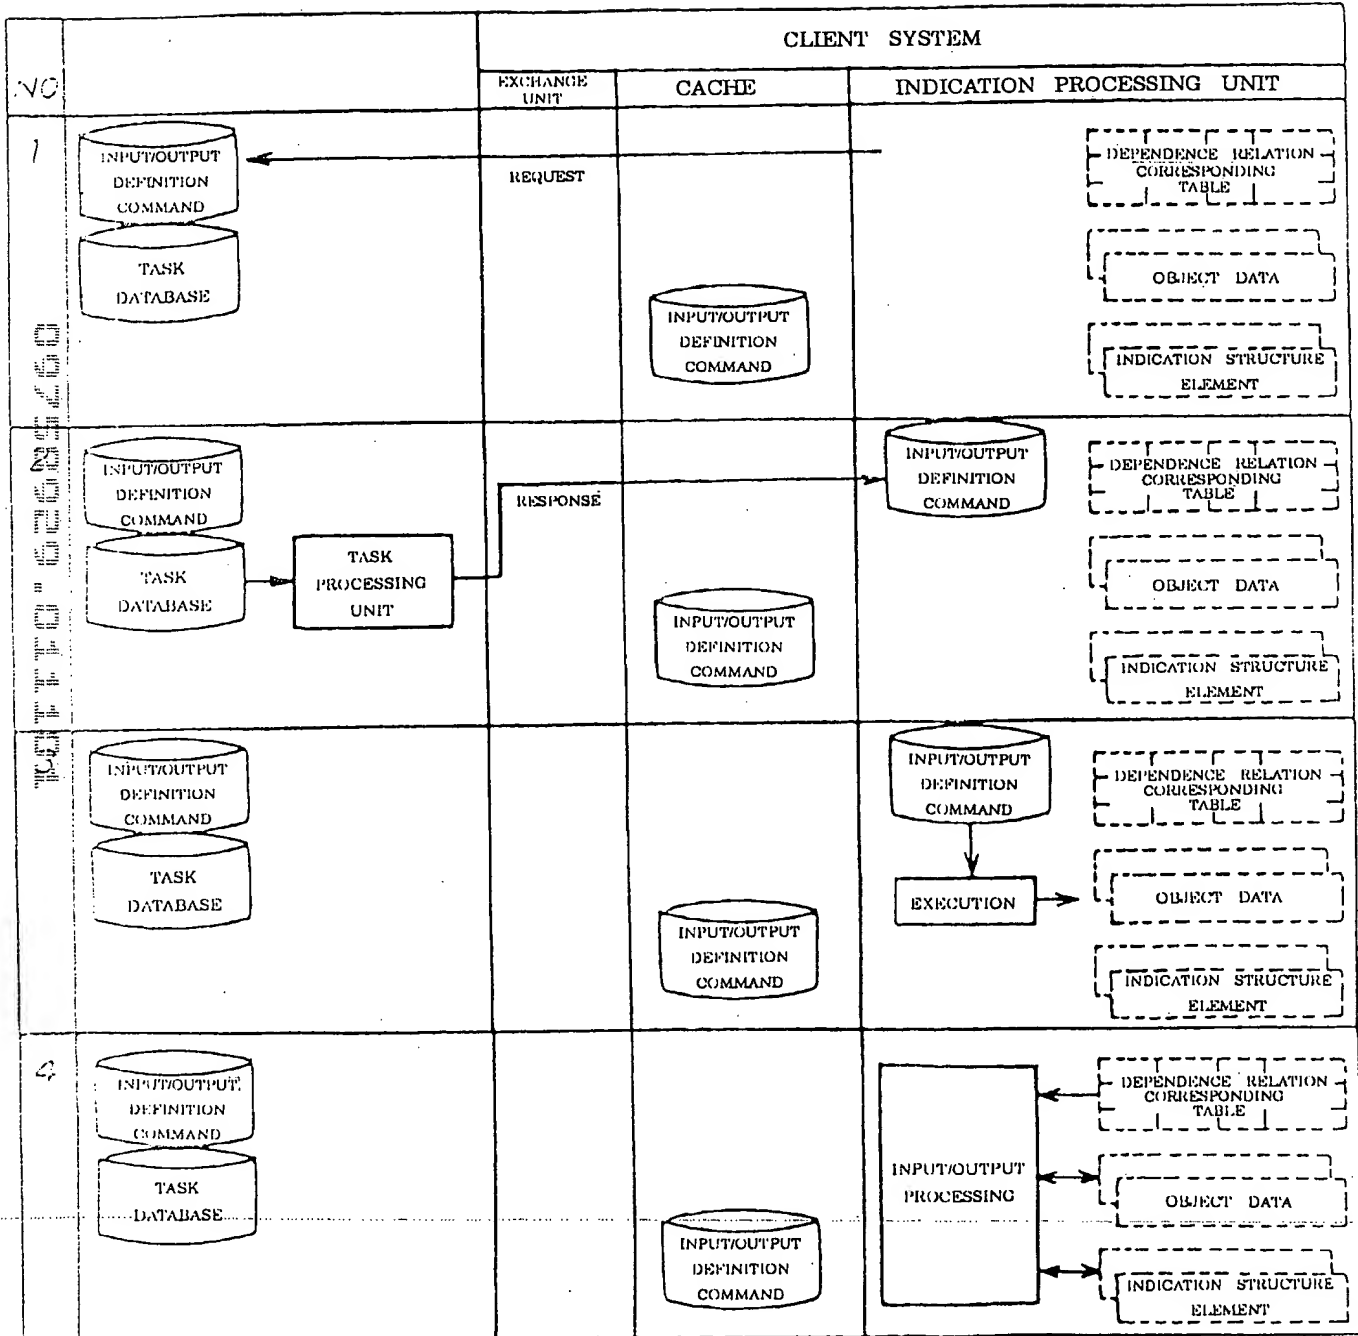 CLIENT SYSTEM
NO
EXCHANGE
UNIT
CACHE
INDICATION PROCESSING UNIT
1
INPUT/OUTPUT
DEFINITION
COMMAND
TASK
DATABASE
REQUEST
INPUT/OUTPUT
DEFINITION
COMMAND
DEPENDENCE RELATION
CORRESPONDING
TABLE
OBJECT DATA
INDICATION STRUCTURE
ELEMENT
2
INPUT/OUTPUT
DEFINITION
COMMAND
TASK
DATABASE
TASK
PROCESSING
UNIT
RESPONSE
INPUT/OUTPUT
DEFINITION
COMMAND
INPUT/OUTPUT
DEFINITION
COMMAND
DEPENDENCE RELATION
CORRESPONDING
TABLE
OBJECT DATA
INDICATION STRUCTURE
ELEMENT
INPUT/OUTPUT
DEFINITION
COMMAND
TASK
DATABASE
INPUT/OUTPUT
DEFINITION
COMMAND
INPUT/OUTPUT
DEFINITION
COMMAND
EXECUTION
DEPENDENCE RELATION
CORRESPONDING
TABLE
OBJECT DATA
INDICATION STRUCTURE
ELEMENT
4
INPUT/OUTPUT
DEFINITION
COMMAND
TASK
DATABASE
INPUT/OUTPUT
DEFINITION
COMMAND
INPUT/OUTPUT
PROCESSING
DEPENDENCE RELATION
CORRESPONDING
TABLE
OBJECT DATA
INDICATION STRUCTURE
ELEMENT